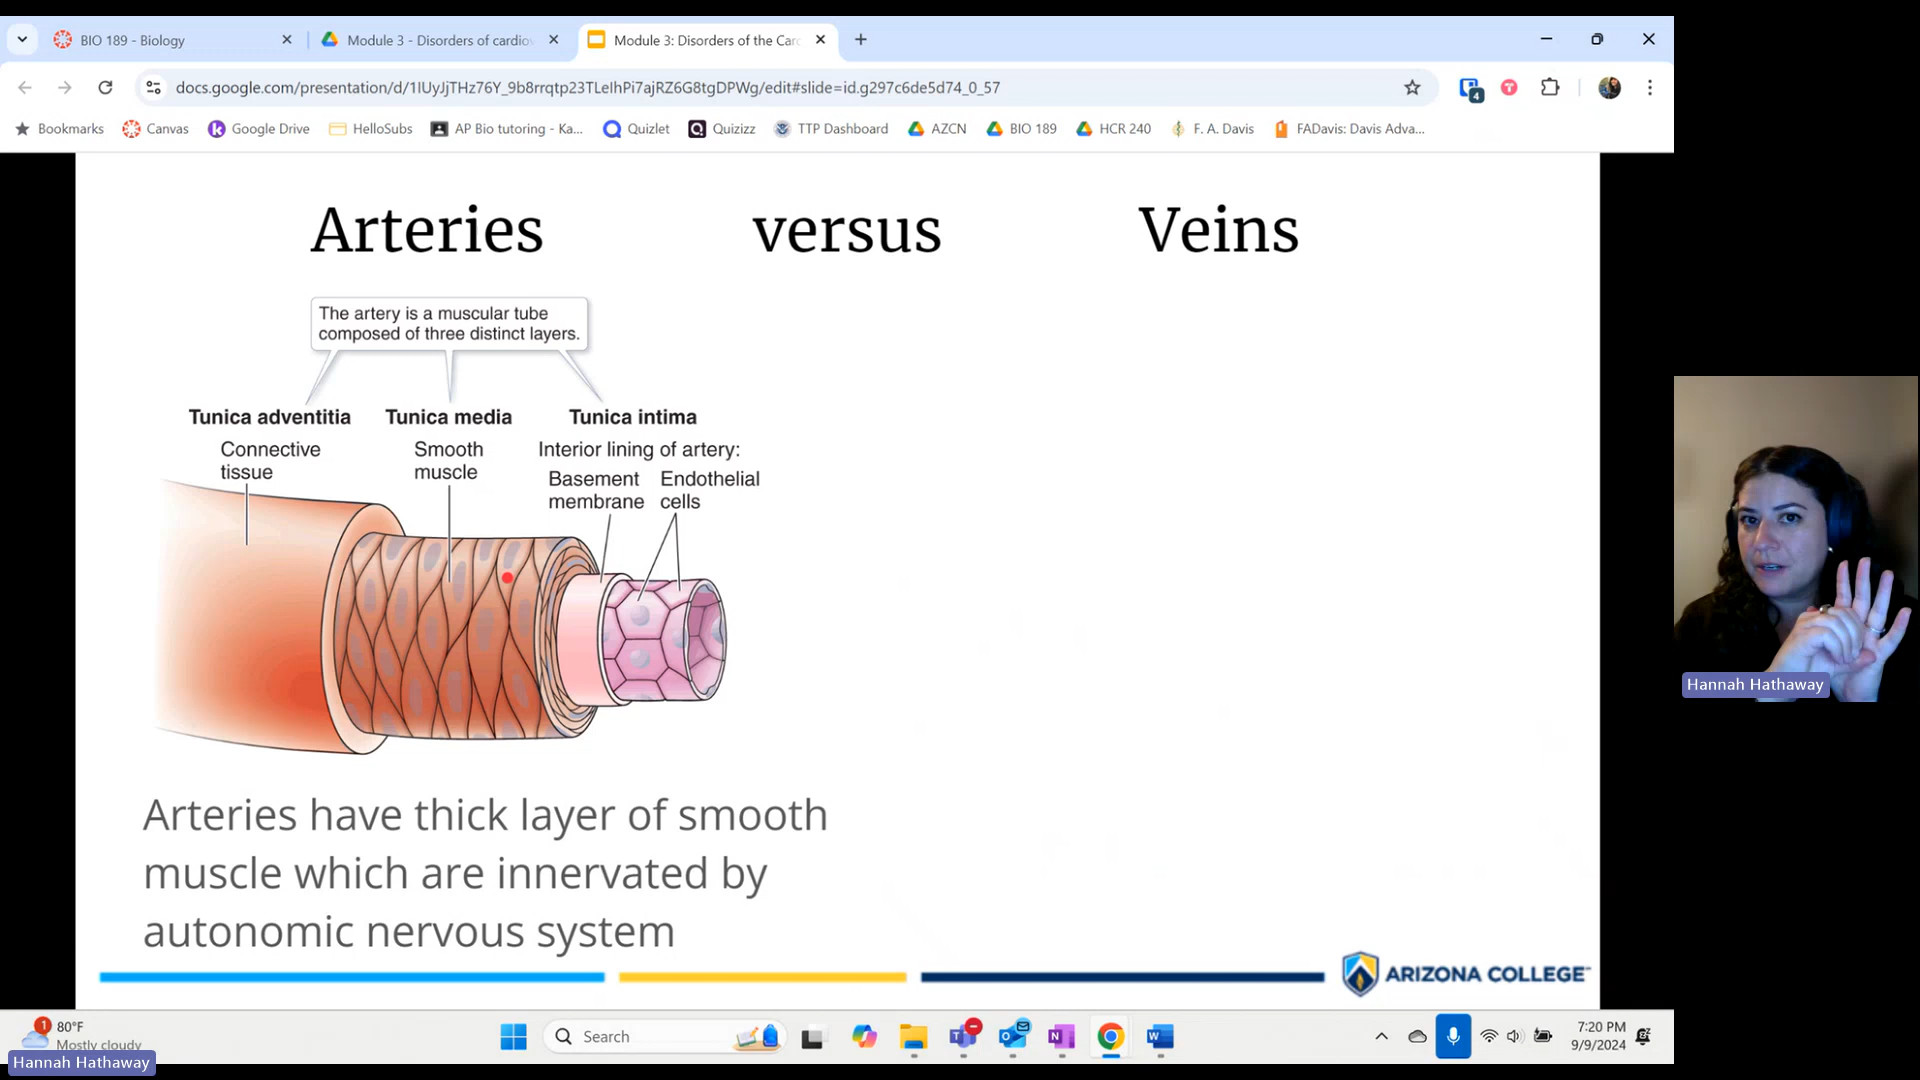 BIO 189 - Biology
Module 3 - Disorders of cardiov
Module 3: Disorders of the Car
docs.google.com/presentation/d/1IUyJjTHz76Y_9b8rrqtp23TLeIhPi7ajRZ6G8tgDPWg/edit#slide=id.g297c6de5d74_0_57
4
Bookmarks
Canvas
Google Drive
HelloSubs
AP Bio tutoring - Ka...
Quizlet
Quizizz
TTP Dashboard
AZCN
BIO 189
HCR 240
F. A. Davis
FADavis: Davis Adva...
Arteries versus Veins
The artery is a muscular tube
composed of three distinct layers.
Tunica adventitia
Connective
tissue
Tunica media
Smooth
muscle
Tunica intima
Interior lining of artery:
Basement
membrane
Endothelial
cells
Arteries have thick layer of smooth
muscle which are innervated by
autonomic nervous system
ARIZONA COLLEGE
Hannah Hathaway
1
80°F
Mostly cloudy
Hannah Hathaway
Search
7:20 PM
9/9/2024